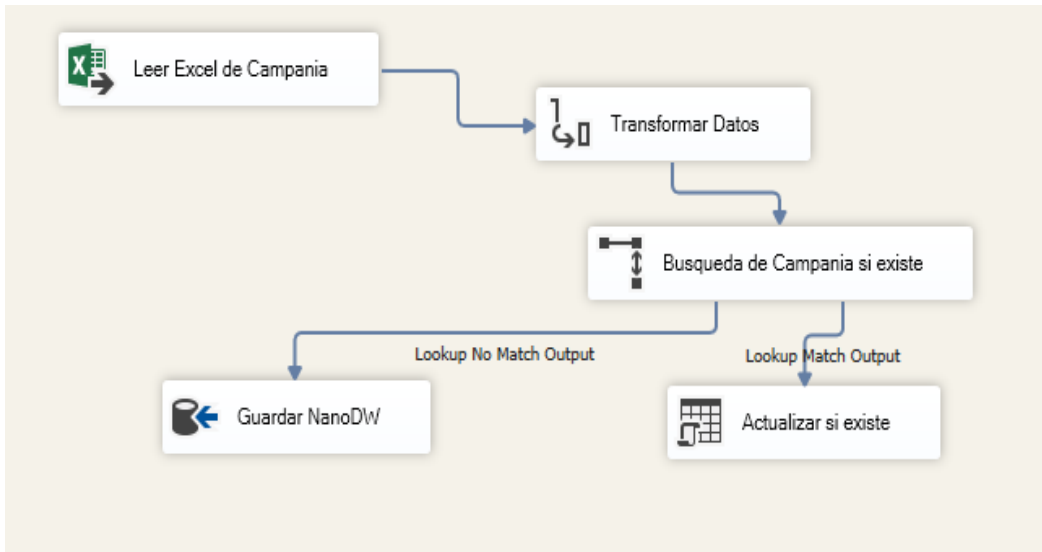 Leer Excel de Campania
Transformar Datos
Busqueda de Campania si existe
Lookup No Match Output
Lookup Match Output
Guardar NanoDW
Actualizar si existe